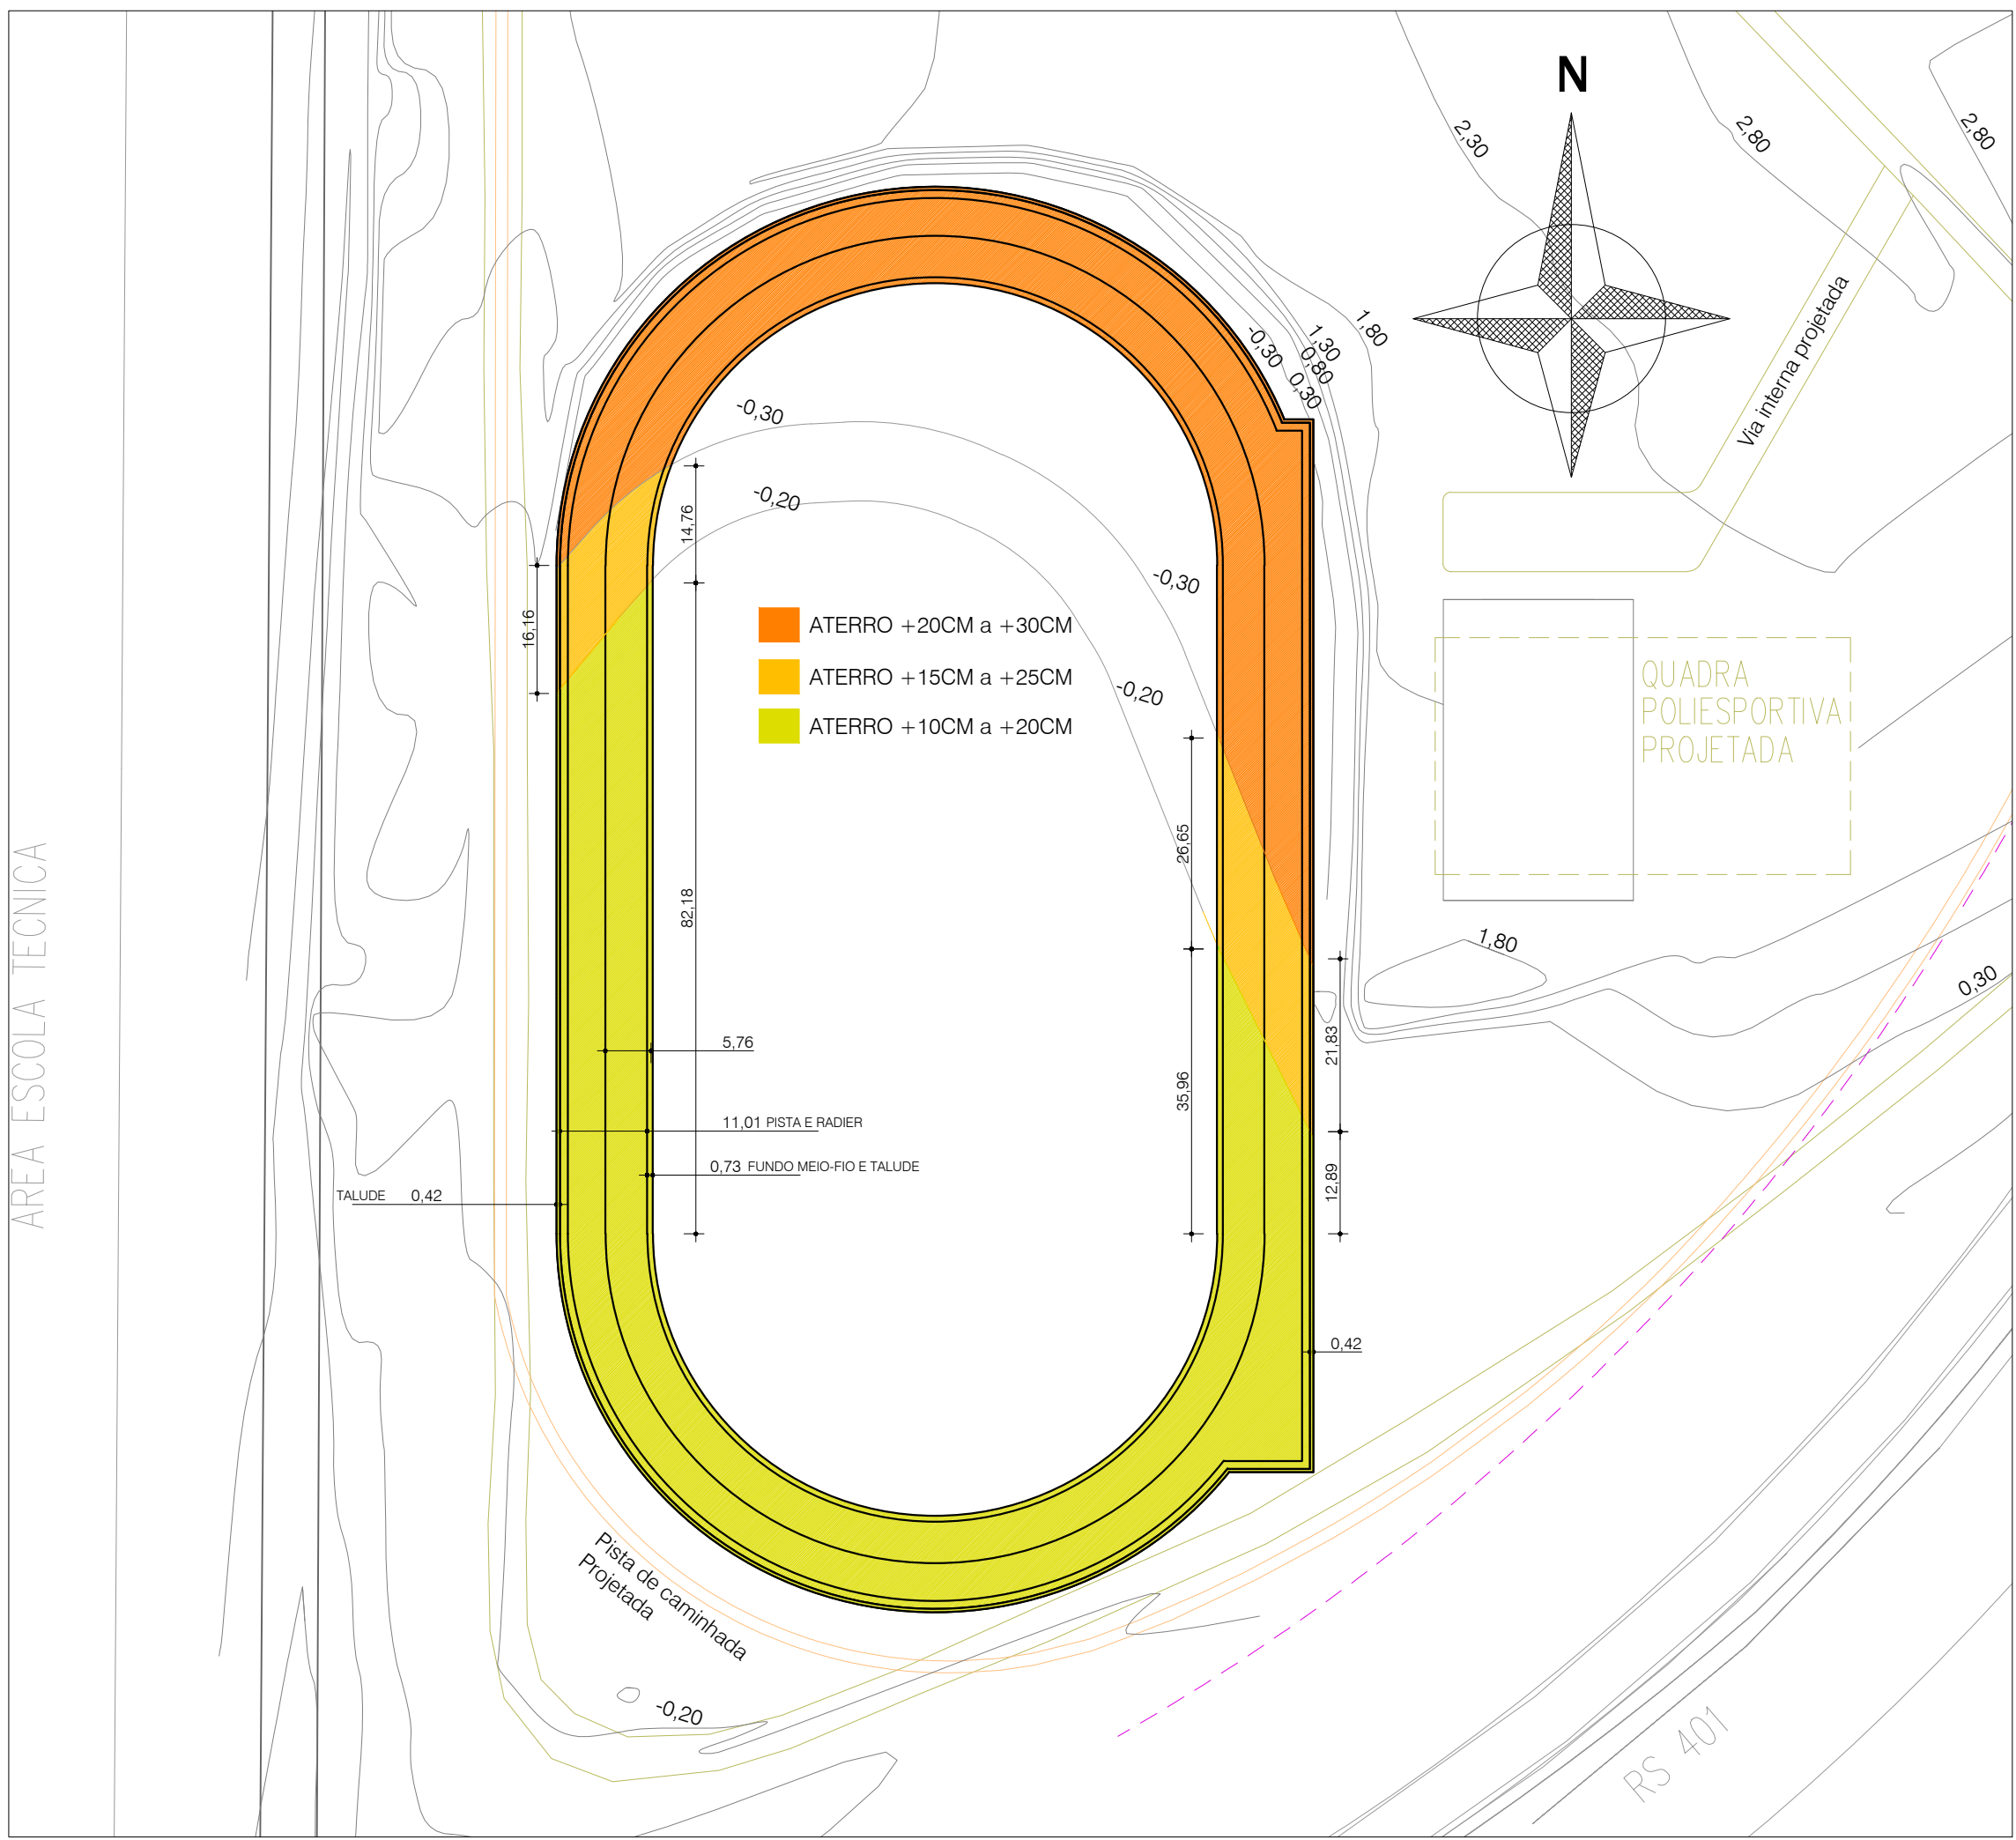 N
2,30
2,80
2,80
Via interna projetada
1,80
1,30
0,80
0,30
-0,30
-0,30
-0,20
14,76
16,16
-0,30
-0,20
ATERRO +20CM a +30CM
ATERRO +15CM a +25CM
ATERRO +10CM a +20CM
QUADRA
POLIESPORTIVA
PROJETADA
26,65
82,18
AREA ESCOLA TECNICA
1,80
0,30
21,83
35,96
12,89
5,76
11,01 PISTA E RADIER
0,73 FUNDO MEIO-FIO E TALUDE
TALUDE 0,42
0,42
Pista de caminhada
Projetada
-0,20
RS 401